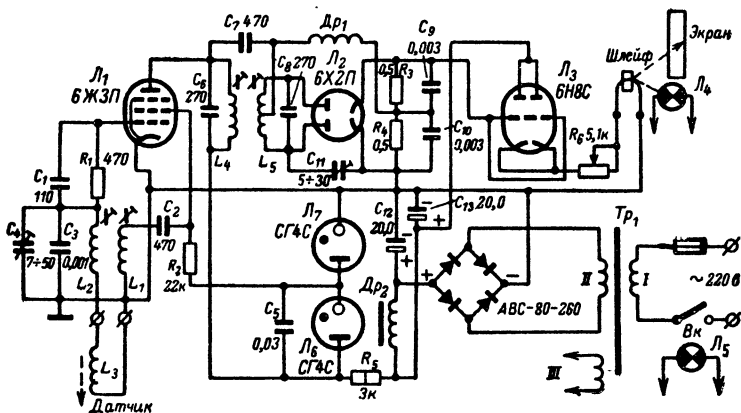 C₇ 470
Др₁
C₉
0,003
Л₁
6Ж3П
C₆
270
C₈ 270
Л₂
6Х2П
0,5
R₃
Л₃
6Н8С
Шлейф
Экран
Л₄
R₁ 470
L₄
L₅
R₄
0,5
C₁₀
0,003
R₆ 5,1к
C₁
110
C₁₁
5÷30
C₄
7÷50
C₃
0,001
C₂
470
R₂
22к
L₂
L₁
Л₇
СГ4С
C₁₂
20,0
−
+
−
C₁₃ 20,0
+
+
−
АВС-80-260
Тр₁
II
I
~220 в
Др₂
C₅
0,03
Л₆
СГ4С
R₅
3к
Вк
Л₅
III
L₃
Датчик